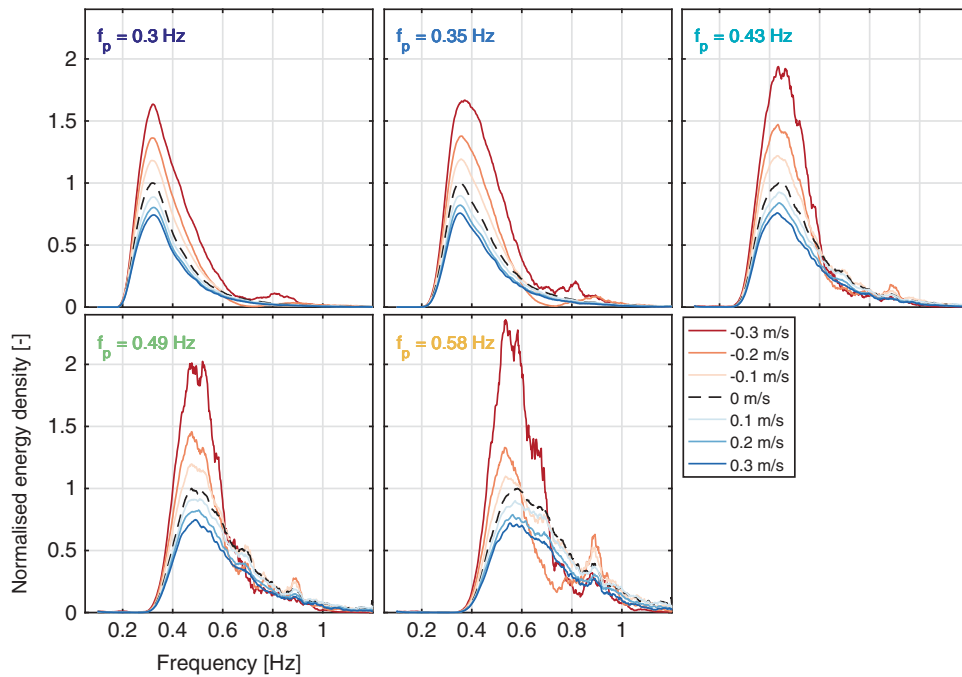 f_p = 0.3 Hz
f_p = 0.35 Hz
f_p = 0.43 Hz
2
1.5
1
0.5
0
f_p = 0.49 Hz
f_p = 0.58 Hz
2
1.5
1
0.5
0
0.2 0.4 0.6 0.8 1
0.2 0.4 0.6 0.8 1
Normalised energy density [-]
Frequency [Hz]
-0.3 m/s
-0.2 m/s
-0.1 m/s
0 m/s
0.1 m/s
0.2 m/s
0.3 m/s